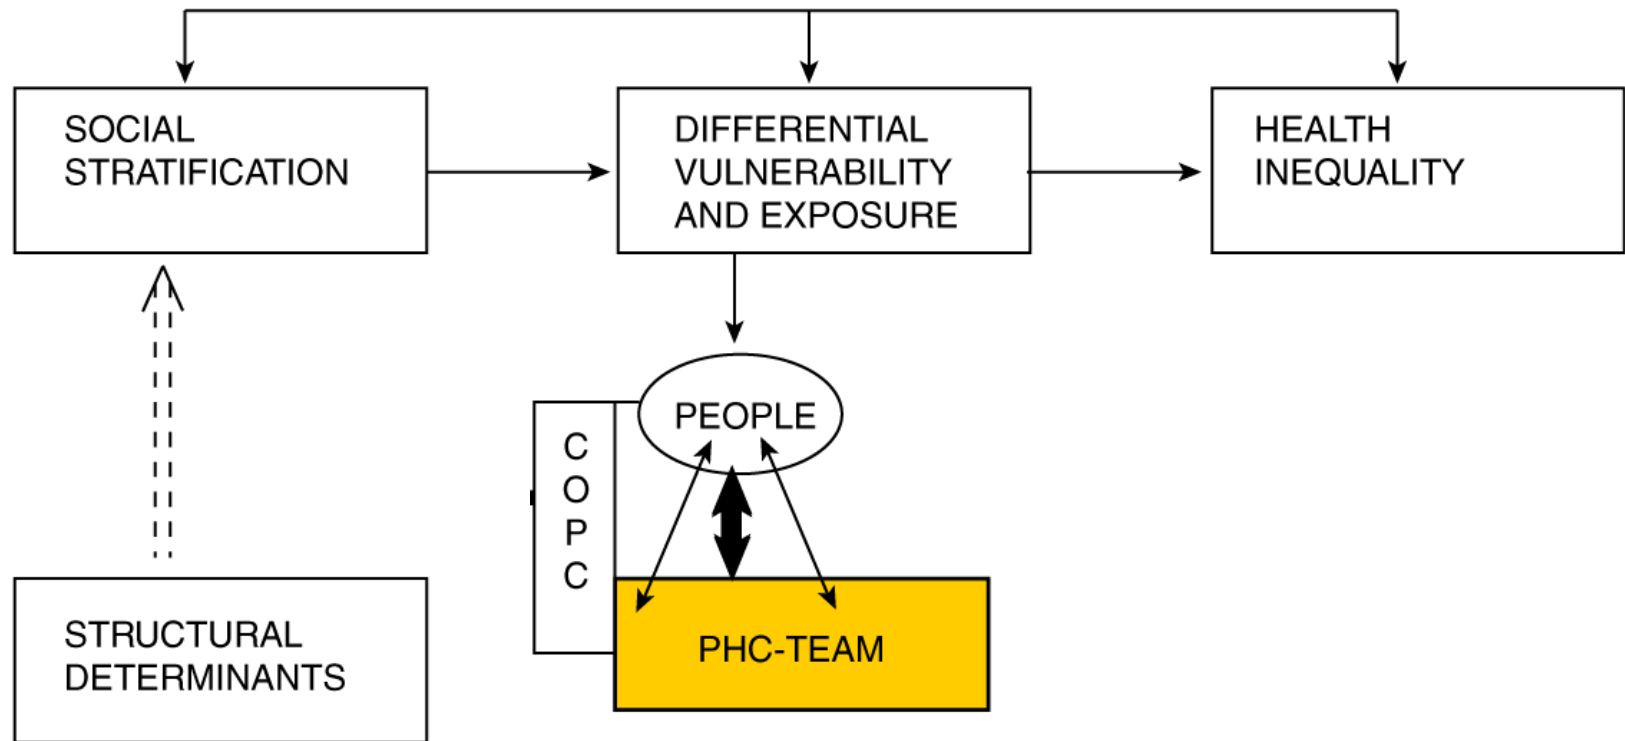 SOCIAL
STRATIFICATION
DIFFERENTIAL
VULNERABILITY
AND EXPOSURE
HEALTH
INEQUALITY
PEOPLE
C
O
P
C
STRUCTURAL
DETERMINANTS
PHC-TEAM